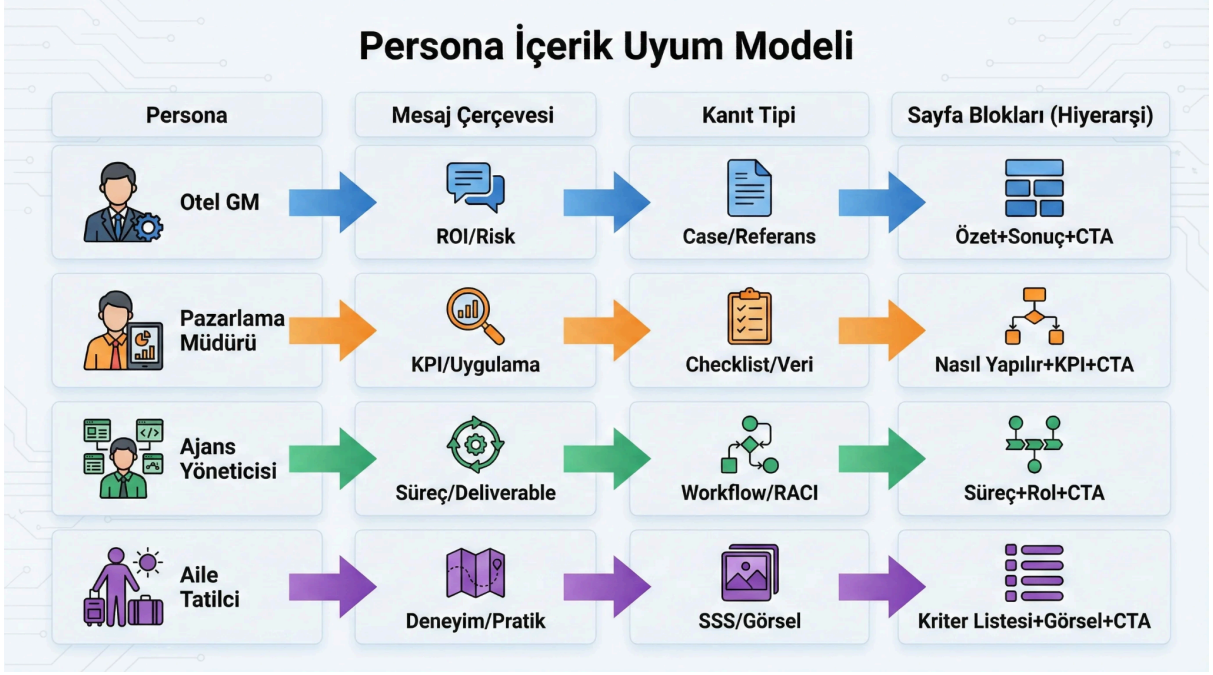 Persona İçerik Uyum Modeli
Persona
Mesaj Çerçevesi
Kanıt Tipi
Sayfa Blokları (Hiyerarşi)
Otel GM
ROI/Risk
Case/Referans
Özet+Sonuç+CTA
Pazarlama
Müdürü
KPI/Uygulama
Checklist/Veri
Nasıl Yapılır+KPI+CTA
Ajans
Yöneticisi
Süreç/Deliverable
Workflow/RACI
Süreç+Rol+CTA
Aile
Tatilci
Deneyim/Pratik
SSS/Görsel
Kriter Listesi+Görsel+CTA